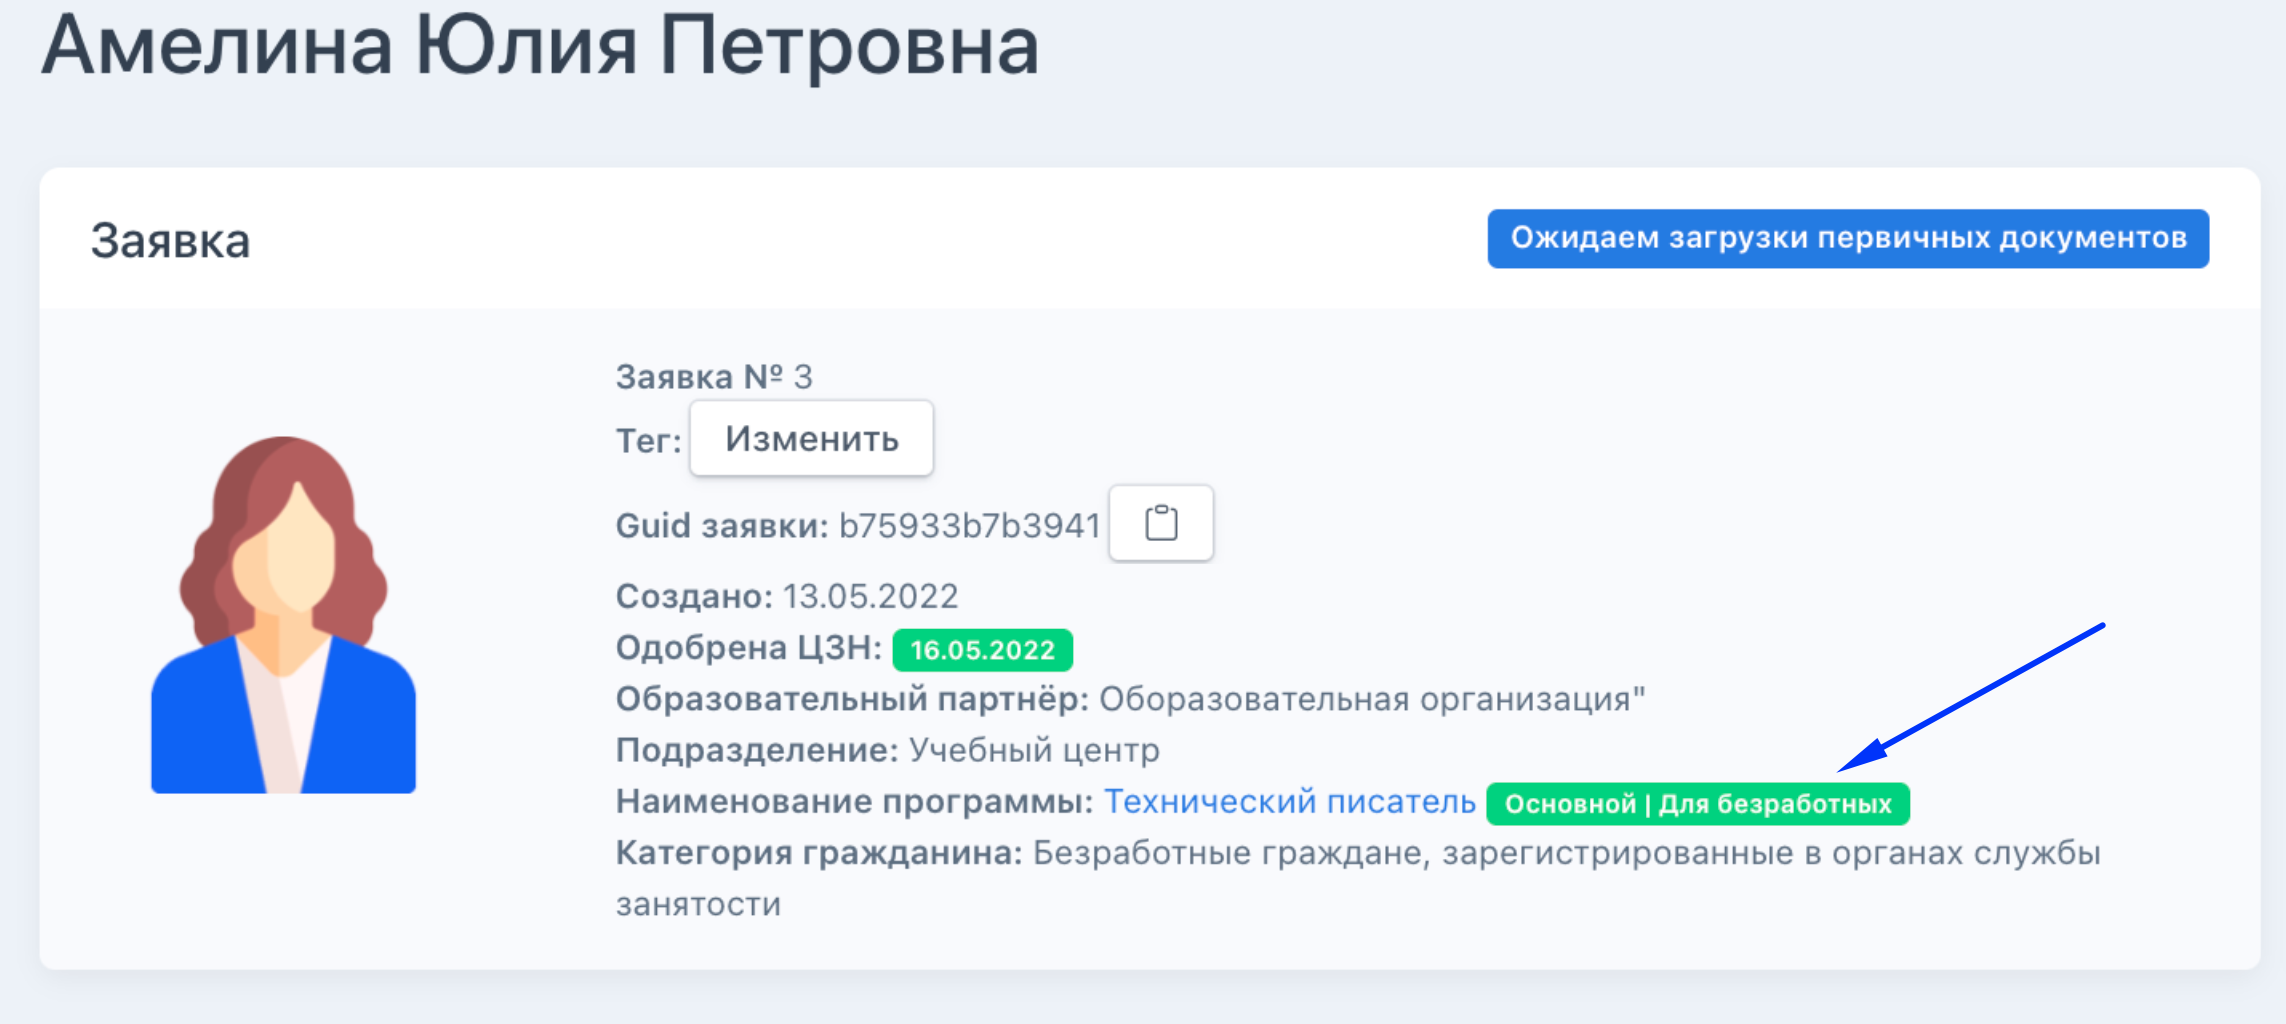 Амелина Юлия Петровна
Заявка
Ожидаем загрузки первичных документов
Заявка № 3
Тег: Изменить
Guid заявки: b75933b7b3941
Создано: 13.05.2022
Одобрена ЦЗН: 16.05.2022
Образовательный партнёр: Оборазовательная организация"
Подразделение: Учебный центр
Наименование программы: Технический писатель Основной | Для безработных
Категория гражданина: Безработные граждане, зарегистрированные в органах службы
занятости